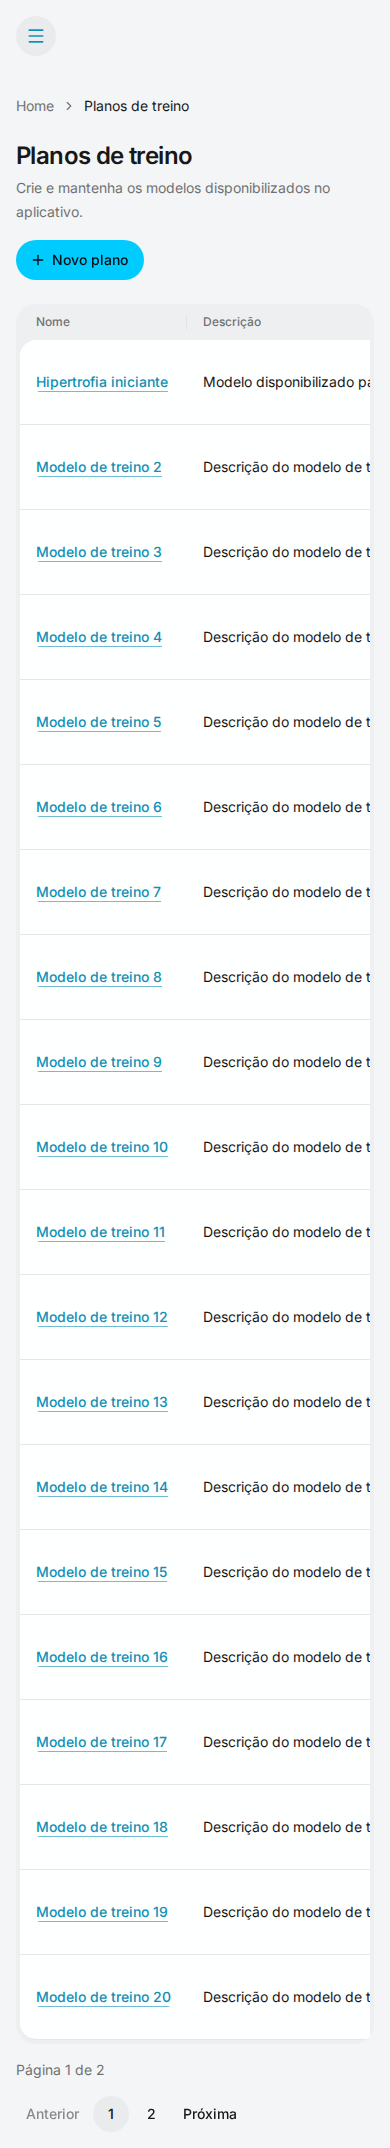 Home > Planos de treino
Planos de treino
Crie e mantenha os modelos disponibilizados no
aplicativo.
+ Novo plano
Nome Descrição
Hipertrofia iniciante Modelo disponibilizado pa
Modelo de treino 2 Descrição do modelo de t
Modelo de treino 3 Descrição do modelo de t
Modelo de treino 4 Descrição do modelo de t
Modelo de treino 5 Descrição do modelo de t
Modelo de treino 6 Descrição do modelo de t
Modelo de treino 7 Descrição do modelo de t
Modelo de treino 8 Descrição do modelo de t
Modelo de treino 9 Descrição do modelo de t
Modelo de treino 10 Descrição do modelo de t
Modelo de treino 11 Descrição do modelo de t
Modelo de treino 12 Descrição do modelo de t
Modelo de treino 13 Descrição do modelo de t
Modelo de treino 14 Descrição do modelo de t
Modelo de treino 15 Descrição do modelo de t
Modelo de treino 16 Descrição do modelo de t
Modelo de treino 17 Descrição do modelo de t
Modelo de treino 18 Descrição do modelo de t
Modelo de treino 19 Descrição do modelo de t
Modelo de treino 20 Descrição do modelo de t
Página 1 de 2
Anterior 1 2 Próxima